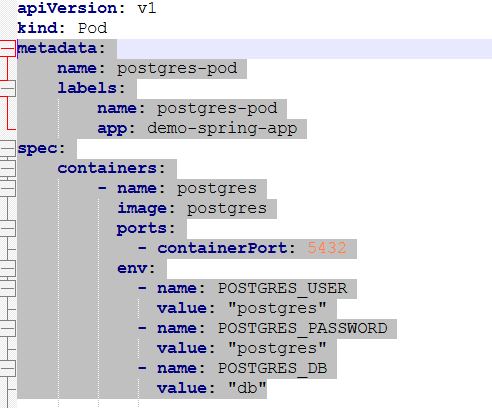 apiVersion: v1
kind: Pod
metadata:
    name: postgres-pod
    labels:
        name: postgres-pod
        app: demo-spring-app
spec:
    containers:
        - name: postgres
          image: postgres
          ports:
            - containerPort: 5432
          env:
            - name: POSTGRES_USER
              value: "postgres"
            - name: POSTGRES_PASSWORD
              value: "postgres"
            - name: POSTGRES_DB
              value: "db"